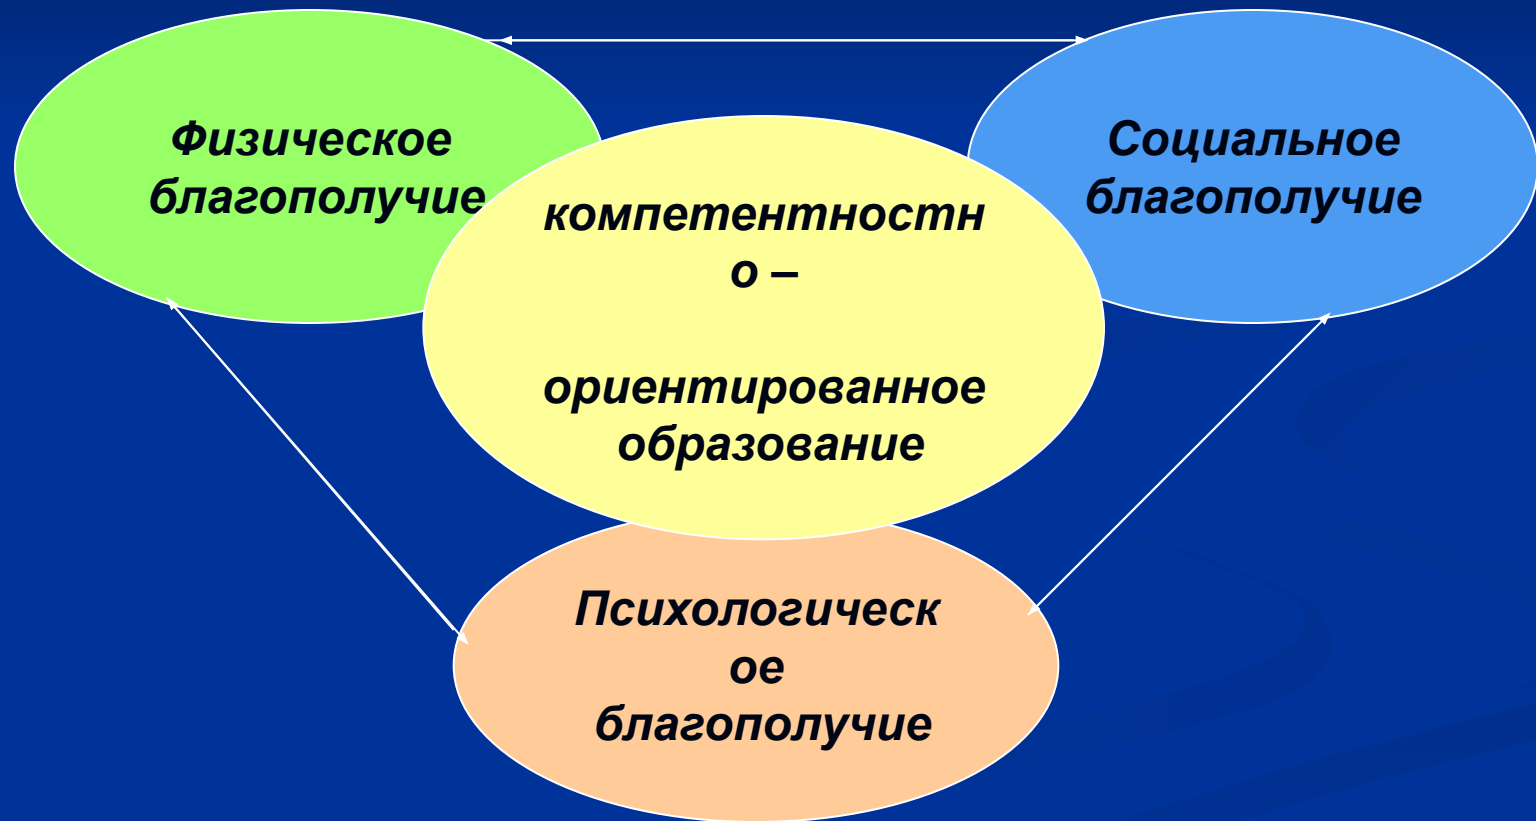 Физическое
благополучие
Социальное
благополучие
компетентностн
о –
ориентированное
образование
Психологическ
ое
благополучие